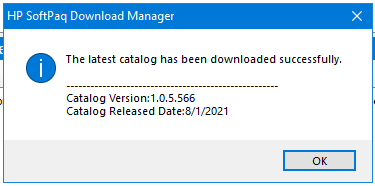 HP SoftPaq Download Manager
The latest catalog has been downloaded successfully.
------------------------------------------------------
Catalog Version:1.0.5.566
Catalog Released Date:8/1/2021
OK